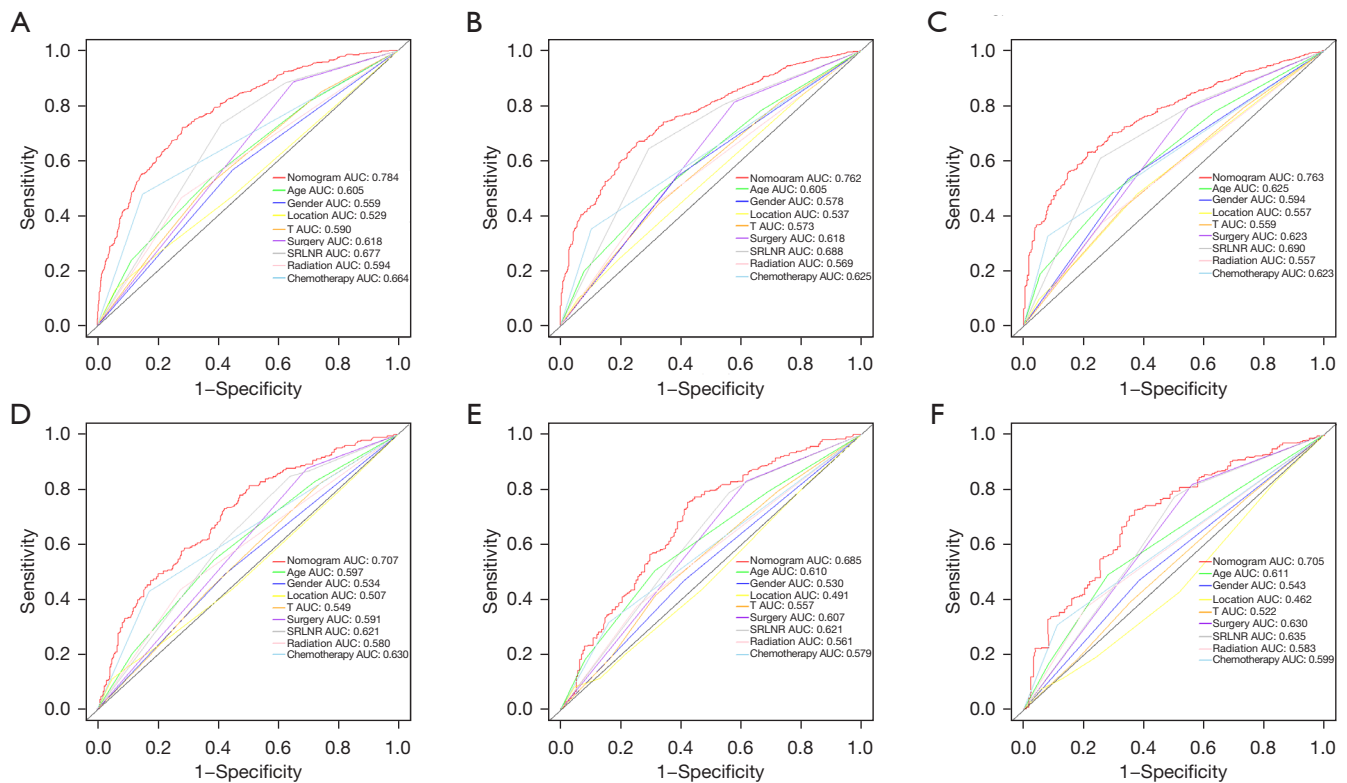 A
1.0
0.8
0.6
0.4
0.2
0.0
Sensitivity
Nomogram AUC: 0.784
Age AUC: 0.605
Gender AUC: 0.559
Location AUC: 0.529
T AUC: 0.590
Surgery AUC: 0.618
SRLNR AUC: 0.677
Radiation AUC: 0.594
Chemotherapy AUC: 0.664
0.0 0.2 0.4 0.6 0.8 1.0
1–Specificity
B
1.0
0.8
0.6
0.4
0.2
0.0
Sensitivity
Nomogram AUC: 0.762
Age AUC: 0.605
Gender AUC: 0.578
Location AUC: 0.537
T AUC: 0.573
Surgery AUC: 0.618
SRLNR AUC: 0.688
Radiation AUC: 0.569
Chemotherapy AUC: 0.625
0.0 0.2 0.4 0.6 0.8 1.0
1–Specificity
C
1.0
0.8
0.6
0.4
0.2
0.0
Sensitivity
Nomogram AUC: 0.763
Age AUC: 0.625
Gender AUC: 0.594
Location AUC: 0.557
T AUC: 0.559
Surgery AUC: 0.623
SRLNR AUC: 0.690
Radiation AUC: 0.557
Chemotherapy AUC: 0.623
0.0 0.2 0.4 0.6 0.8 1.0
1–Specificity
D
1.0
0.8
0.6
0.4
0.2
0.0
Sensitivity
Nomogram AUC: 0.707
Age AUC: 0.597
Gender AUC: 0.534
Location AUC: 0.507
T AUC: 0.549
Surgery AUC: 0.591
SRLNR AUC: 0.621
Radiation AUC: 0.580
Chemotherapy AUC: 0.630
0.0 0.2 0.4 0.6 0.8 1.0
1–Specificity
E
1.0
0.8
0.6
0.4
0.2
0.0
Sensitivity
Nomogram AUC: 0.685
Age AUC: 0.610
Gender AUC: 0.530
Location AUC: 0.491
T AUC: 0.557
Surgery AUC: 0.607
SRLNR AUC: 0.621
Radiation AUC: 0.561
Chemotherapy AUC: 0.579
0.0 0.2 0.4 0.6 0.8 1.0
1–Specificity
F
1.0
0.8
0.6
0.4
0.2
0.0
Sensitivity
Nomogram AUC: 0.705
Age AUC: 0.611
Gender AUC: 0.543
Location AUC: 0.462
T AUC: 0.522
Surgery AUC: 0.630
SRLNR AUC: 0.635
Radiation AUC: 0.583
Chemotherapy AUC: 0.599
0.0 0.2 0.4 0.6 0.8 1.0
1–Specificity